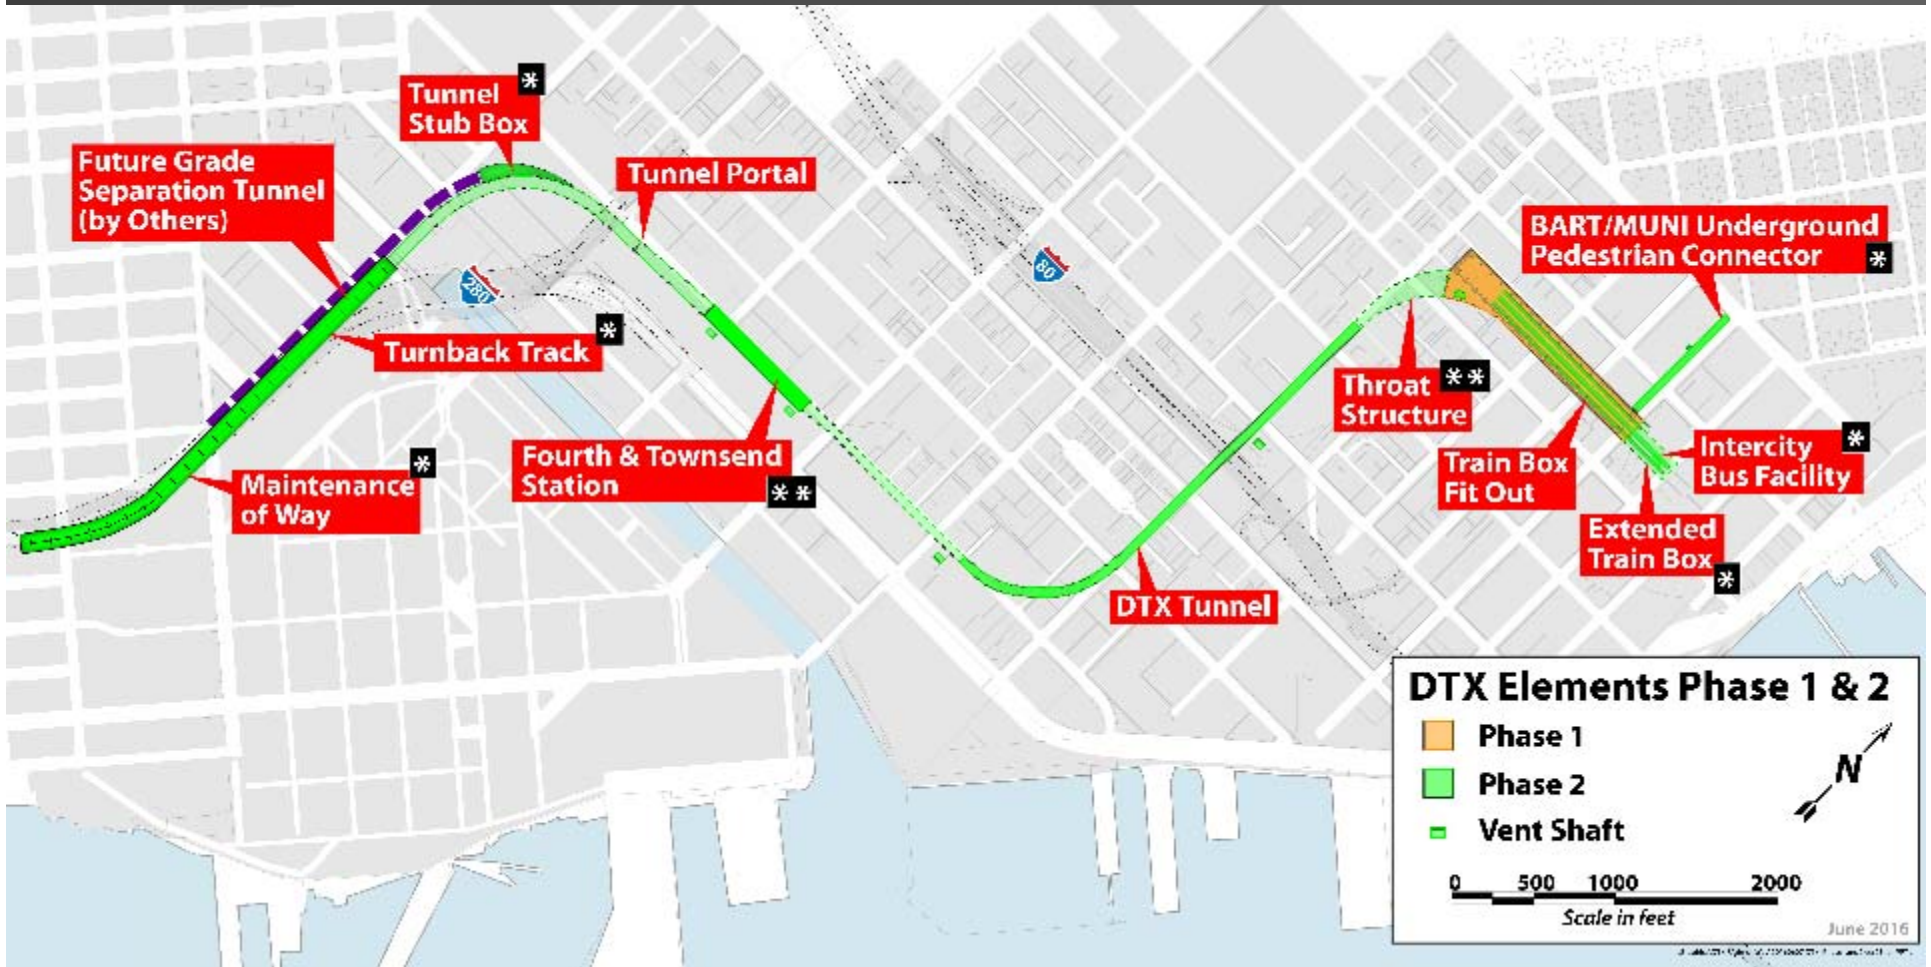 Tunnel *
Stub Box
Future Grade
Separation Tunnel
(by Others)
Tunnel Portal
BART/MUNI Underground
Pedestrian Connector *
280
80
Turnback Track *
Throat **
Structure
Maintenance *
of Way
Fourth & Townsend
Station **
Train Box
Fit Out
Intercity *
Bus Facility
Extended
Train Box *
DTX Tunnel
DTX Elements Phase 1 & 2
Phase 1
Phase 2
Vent Shaft
N
0 500 1000 2000
Scale in feet
June 2016